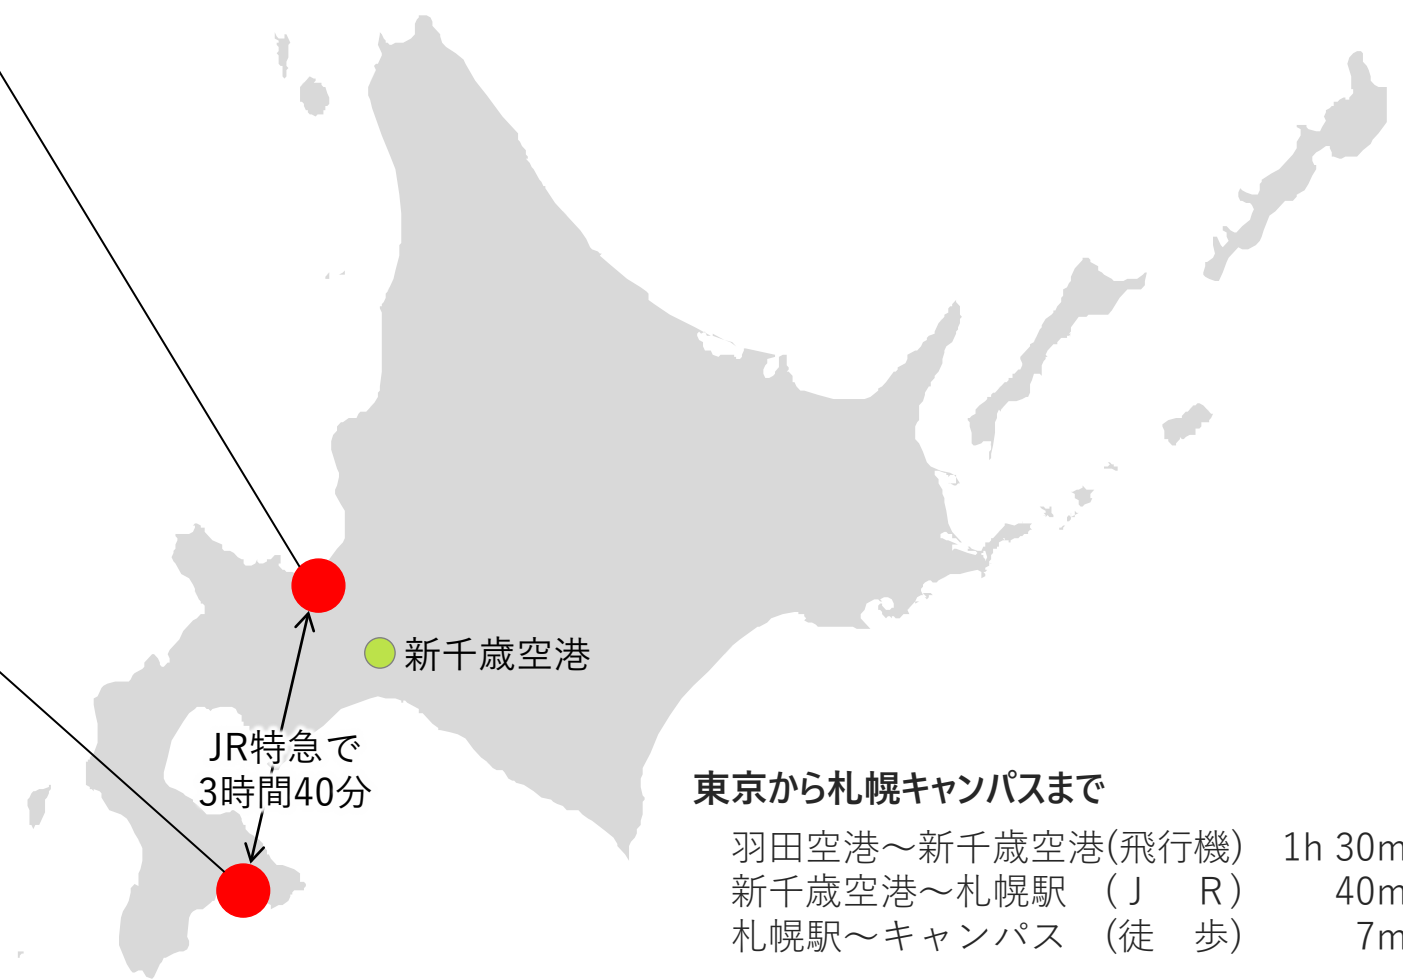 新千歳空港
JR特急で
3時間40分
東京から札幌キャンパスまで
羽田空港～新千歳空港(飛行機) 1h 30m
新千歳空港～札幌駅 (J R) 40m
札幌駅～キャンパス (徒 歩) 7m